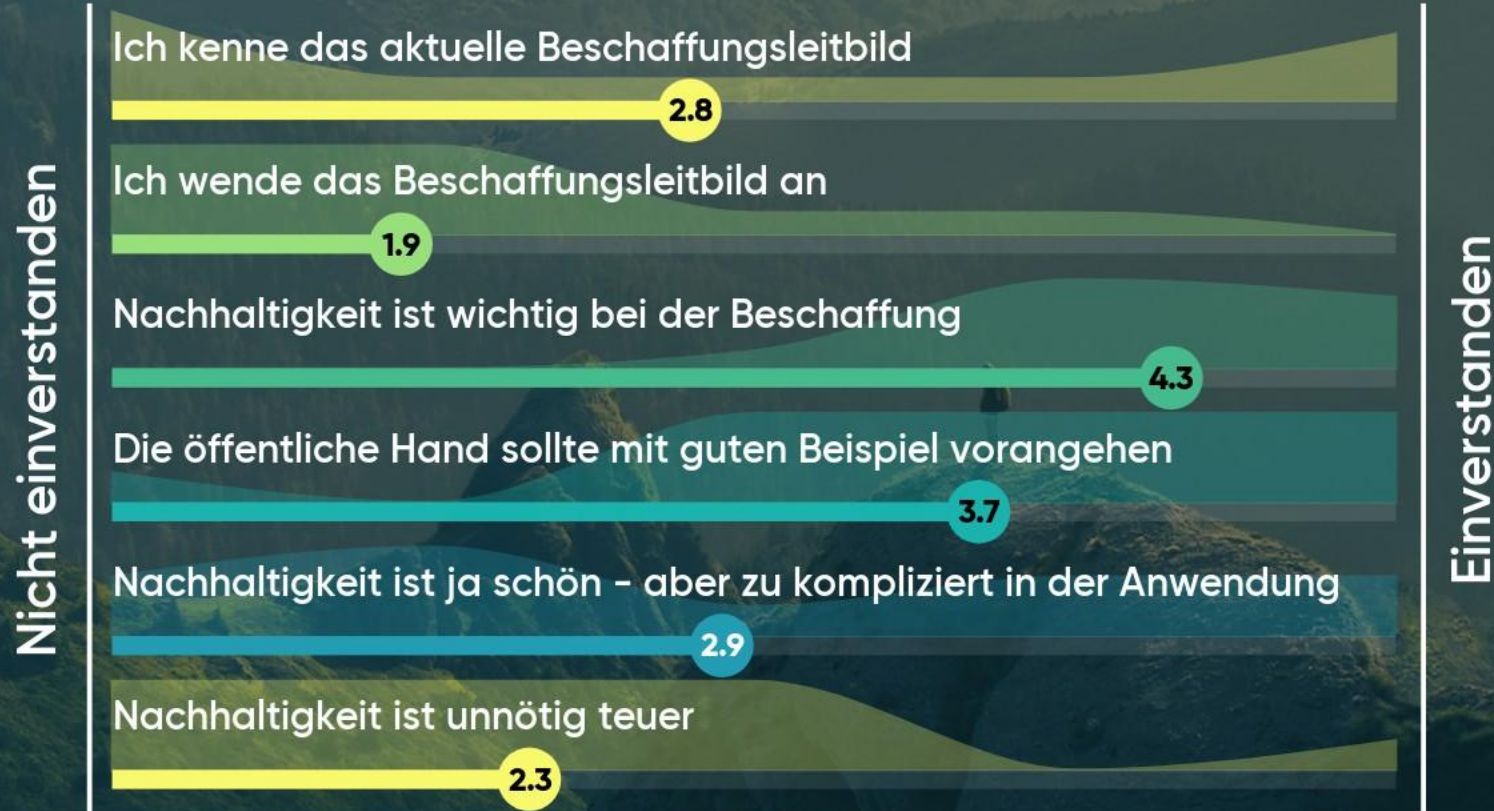 Nicht einverstanden
Ich kenne das aktuelle Beschaffungsleitbild
2.8
Ich wende das Beschaffungsleitbild an
1.9
Nachhaltigkeit ist wichtig bei der Beschaffung
4.3
Die öffentliche Hand sollte mit guten Beispiel vorangehen
3.7
Nachhaltigkeit ist ja schön - aber zu kompliziert in der Anwendung
2.9
Nachhaltigkeit ist unnötig teuer
2.3
Einverstanden